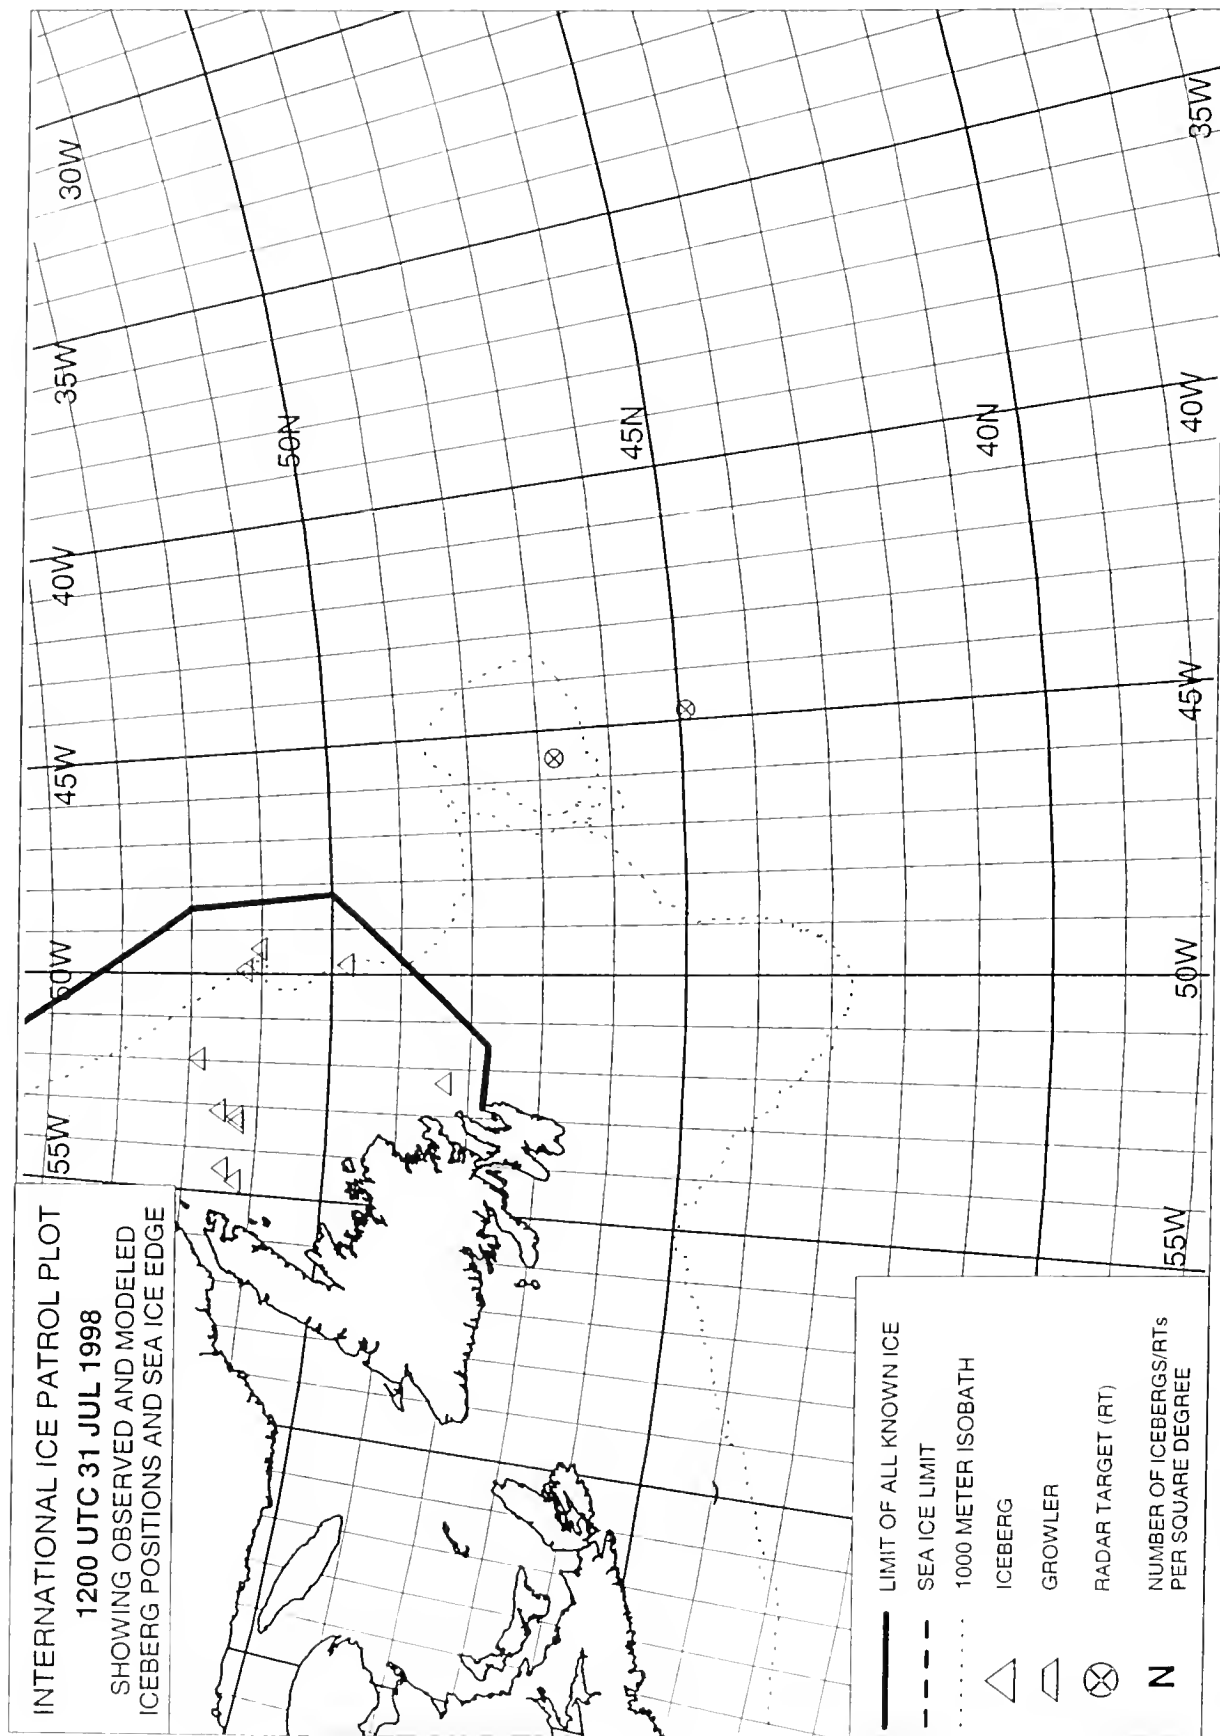 INTERNATIONAL ICE PATROL PLOT
1200 UTC 31 JUL 1998
SHOWING OBSERVED AND MODELED
ICEBERG POSITIONS AND SEA ICE EDGE
55W
50W
45W
40W
35W
30W
50N
45N
40N
55W
50W
45W
40W
35W
LIMIT OF ALL KNOWN ICE
SEA ICE LIMIT
1000 METER ISOBATH
ICEBERG
GROWLER
RADAR TARGET (RT)
N NUMBER OF ICEBERGS/RTs
PER SQUARE DEGREE